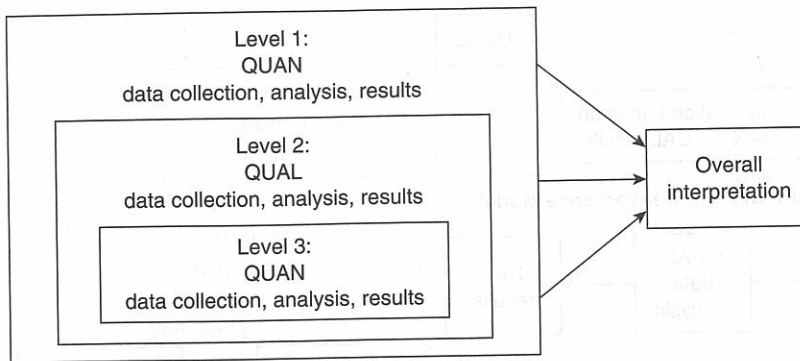 Level 1:
QUAN
data collection, analysis, results
Level 2:
QUAL
data collection, analysis, results
Level 3:
QUAN
data collection, analysis, results
Overall
interpretation